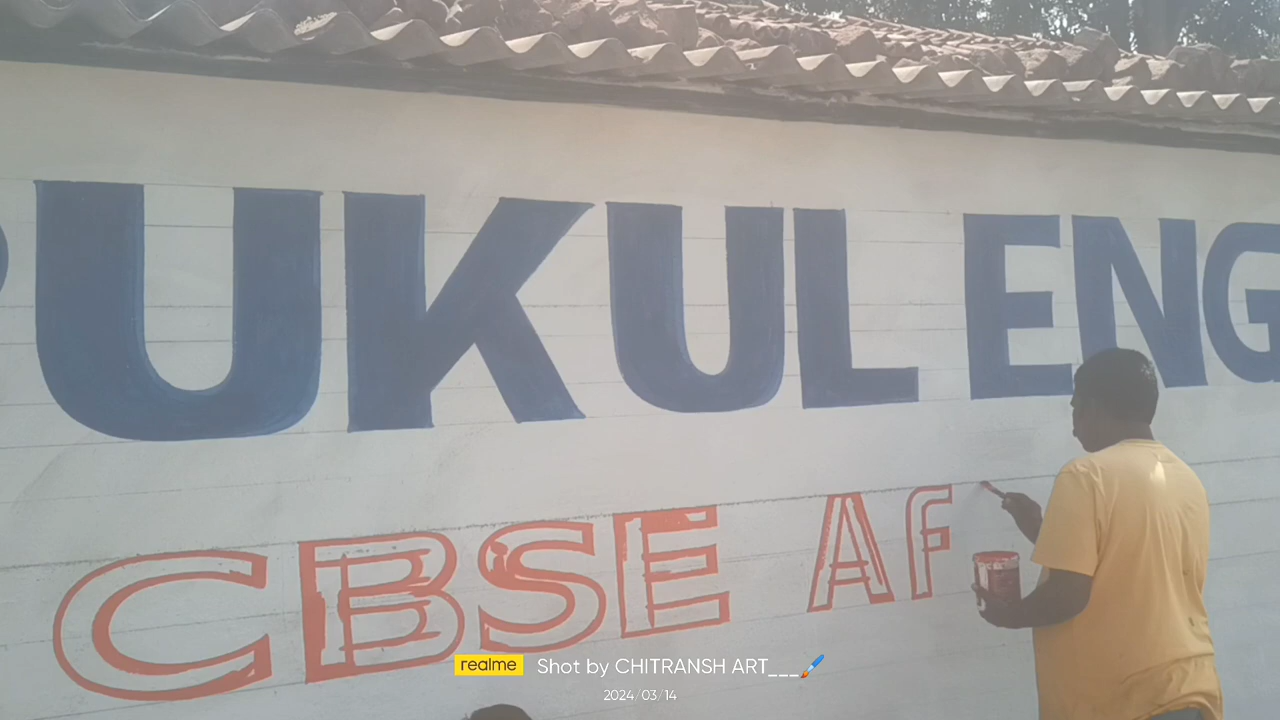 UKUL ENG
CBSE AF
realme Shot by CHITRANSH ART___🖌️
2024/03/14